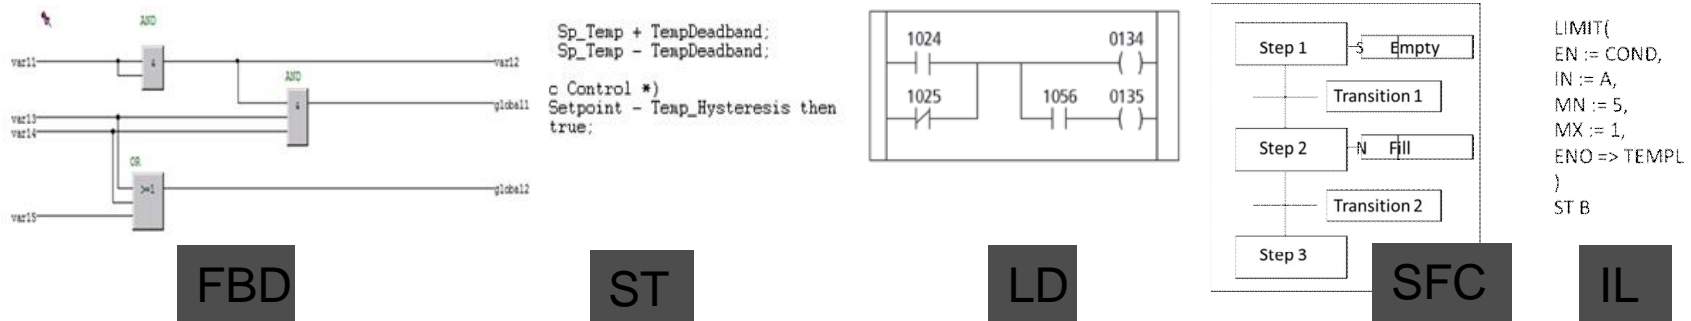 AND
&
var11
var12
AND
&
global1
var13
var14
OR
>=1
global2
var15
FBD
Sp_Temp + TempDeadband;
Sp_Temp - TempDeadband;
c Control *)
Setpoint - Temp_Hysteresis then
true;
ST
1024
0134
1025
1056
0135
LD
Step 1
S
Empty
Transition 1
Step 2
N
Fill
Transition 2
Step 3
SFC
LIMIT(
EN := COND,
IN := A,
MN := 5,
MX := 1,
ENO => TEMPL
)
ST B
IL